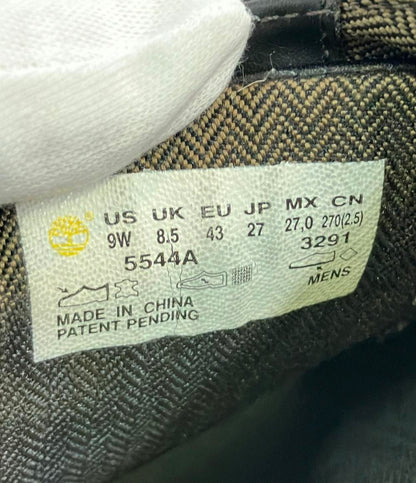 US UK EU JP MX CN
9W 8.5 43 27 27,0 270(2.5)
5544A 3291
MENS
MADE IN CHINA
PATENT PENDING